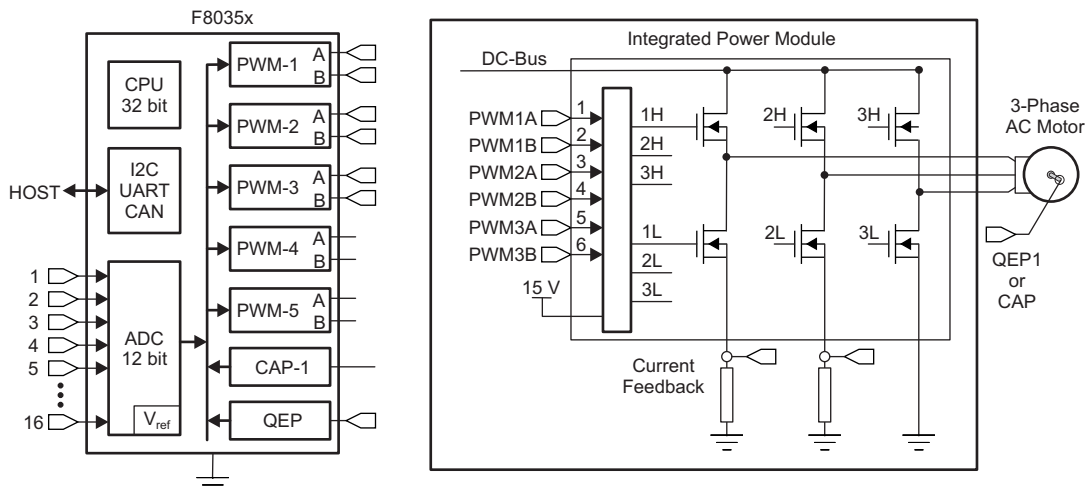 F8035x
CPU
32 bit
I2C
UART
CAN
HOST
1
2
3
4
5
16
ADC
12 bit
Vref
PWM-1
A
B
PWM-2
A
B
PWM-3
A
B
PWM-4
A
B
PWM-5
A
B
CAP-1
QEP
Integrated Power Module
DC-Bus
PWM1A
PWM1B
PWM2A
PWM2B
PWM3A
PWM3B
1
2
3
4
5
6
15 V
1H
2H
3H
1L
2L
3L
2H
3H
2L
3L
Current
Feedback
3-Phase
AC Motor
QEP1
or
CAP